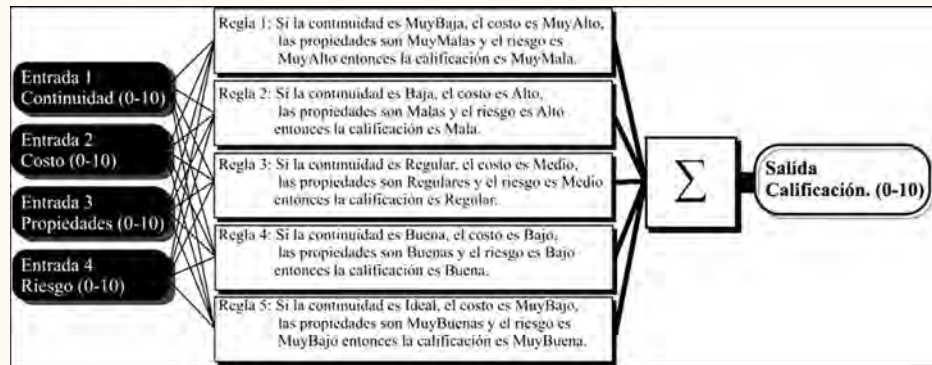 Entrada 1
Continuidad (0-10)
Entrada 2
Costo (0-10)
Entrada 3
Propiedades (0-10)
Entrada 4
Riesgo (0-10)
Regla 1: Si la continuidad es MuyBaja, el costo es MuyAlto,
las propiedades son MuyMalas y el riesgo es
MuyAlto entonces la calificación es MuyMala.
Regla 2: Si la continuidad es Baja, el costo es Alto,
las propiedades son Malas y el riesgo es Alto
entonces la calificación es Mala.
Regla 3: Si la continuidad es Regular, el costo es Medio,
las propiedades son Regulares y el riesgo es Medio
entonces la calificación es Regular.
Regla 4: Si la continuidad es Buena, el costo es Bajo,
las propiedades son Buenas y el riesgo es Bajo
entonces la calificación es Buena.
Regla 5: Si la continuidad es Ideal, el costo es MuyBajo,
las propiedades son MuyBuenas y el riesgo es
MuyBajo entonces la calificación es MuyBuena.
Σ
Salida
Calificación. (0-10)